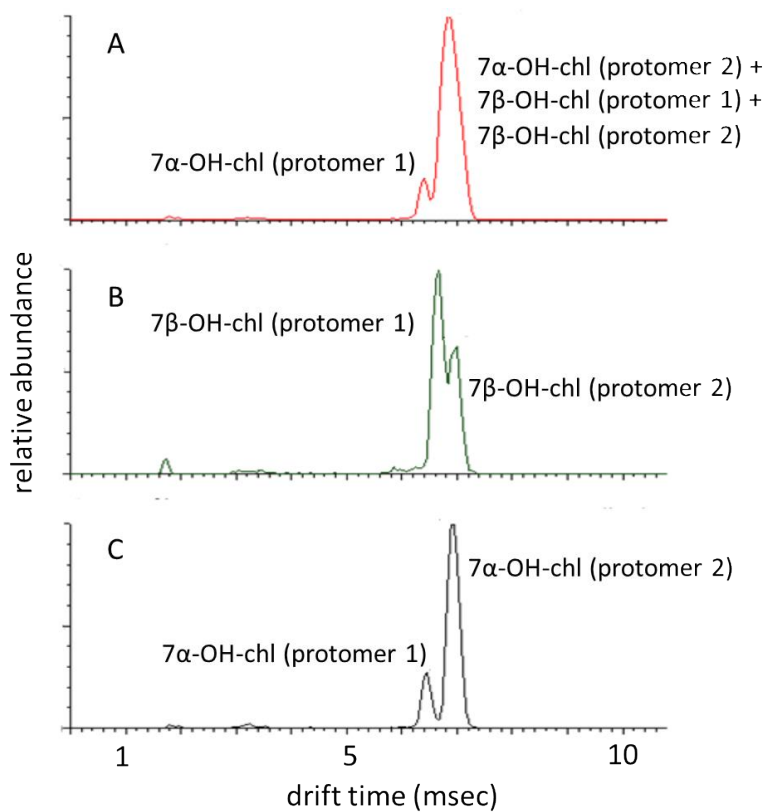 A
7α-OH-chl (protomer 2) +
7β-OH-chl (protomer 1) +
7β-OH-chl (protomer 2)
7α-OH-chl (protomer 1)
relative abundance
B
7β-OH-chl (protomer 1)
7β-OH-chl (protomer 2)
C
7α-OH-chl (protomer 2)
7α-OH-chl (protomer 1)
1 5 10
drift time (msec)